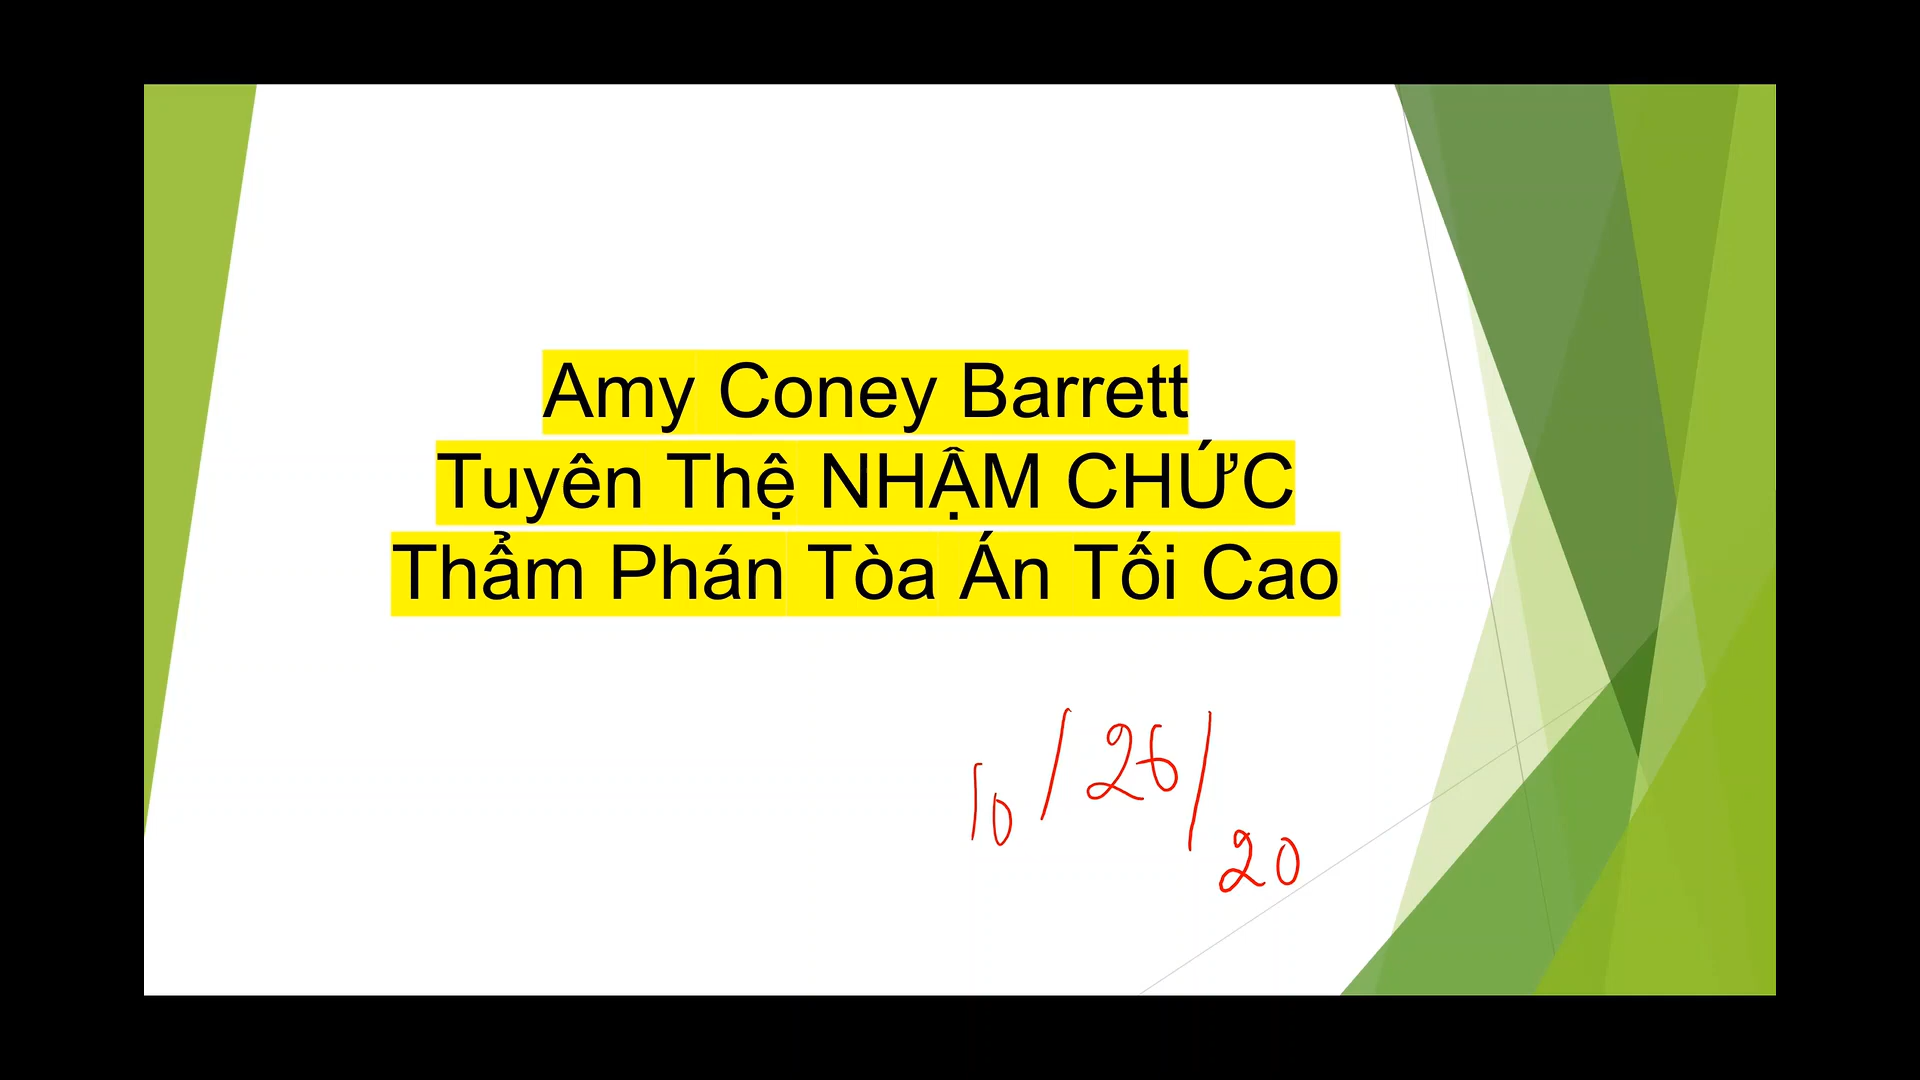 Amy Coney Barrett
Tuyên Thệ NHẬM CHỨC
Thẩm Phán Tòa Án Tối Cao
10/26/20